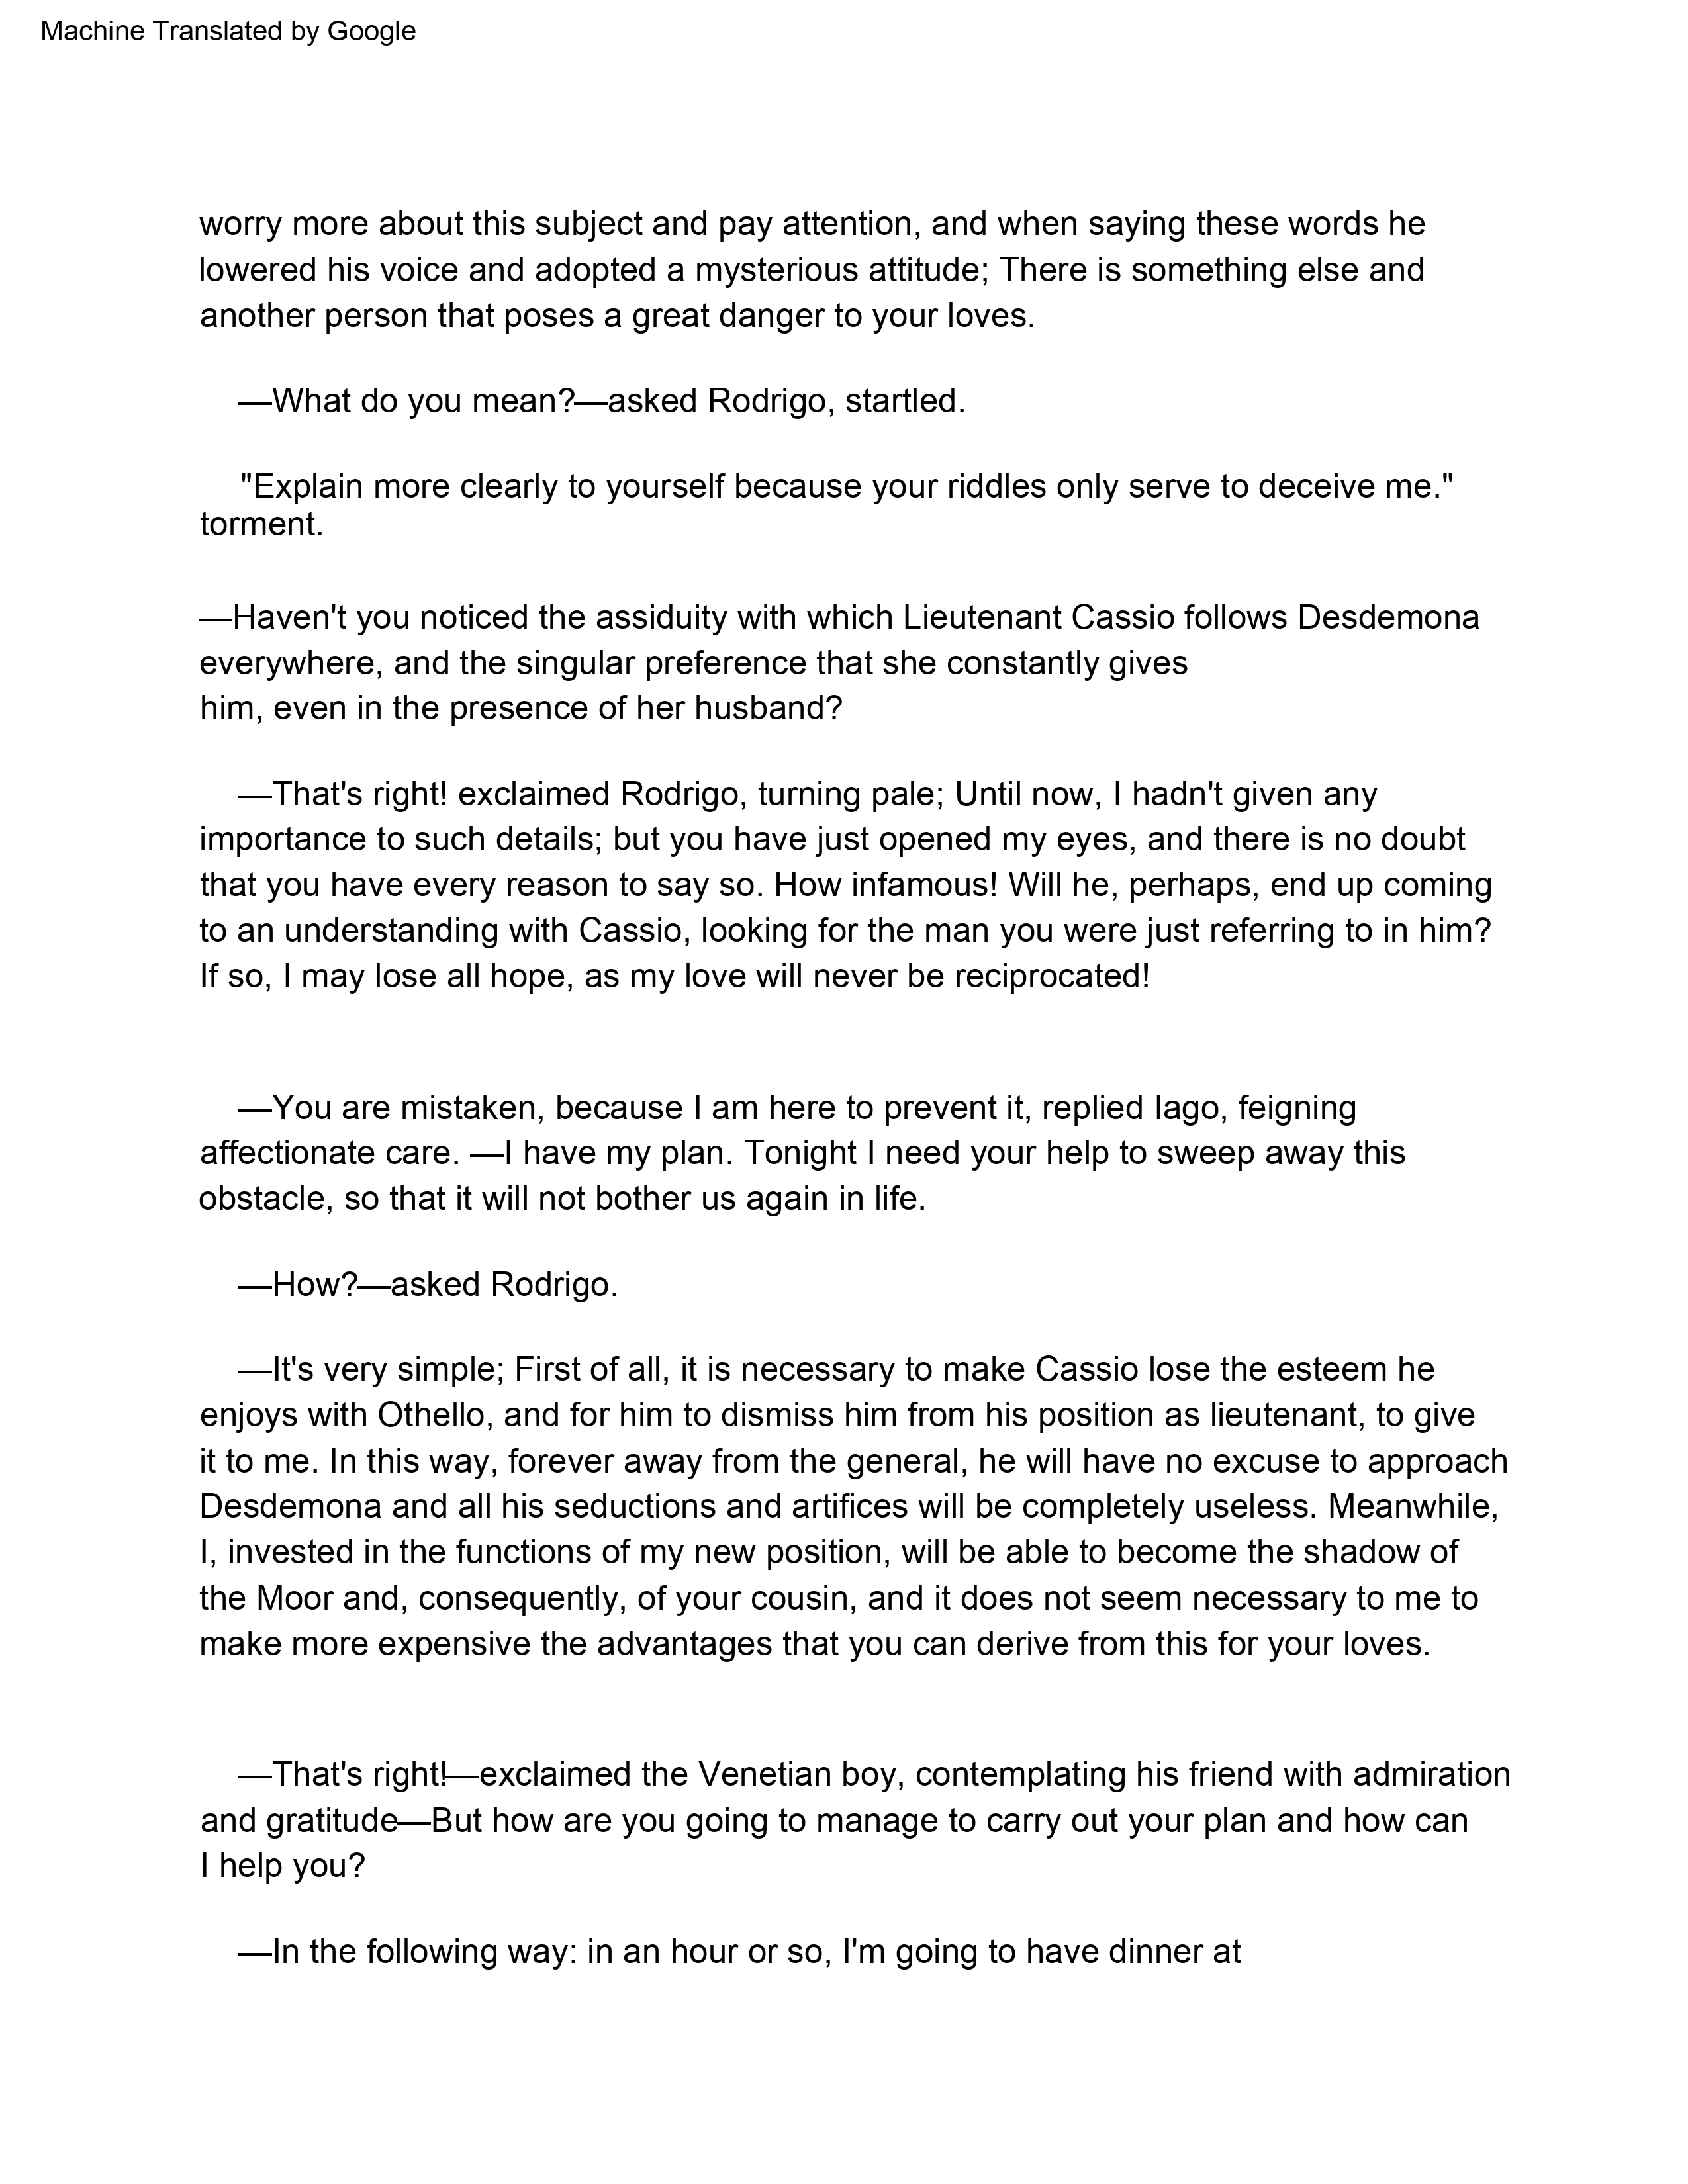 Machine Translated by Google
worry more about this subject and pay attention, and when saying these words he
lowered his voice and adopted a mysterious attitude; There is something else and
another person that poses a great danger to your loves.
—What do you mean?—asked Rodrigo, startled.
"Explain more clearly to yourself because your riddles only serve to deceive me."
torment.
—Haven't you noticed the assiduity with which Lieutenant Cassio follows Desdemona
everywhere, and the singular preference that she constantly gives
him, even in the presence of her husband?
—That's right! exclaimed Rodrigo, turning pale; Until now, I hadn't given any
importance to such details; but you have just opened my eyes, and there is no doubt
that you have every reason to say so. How infamous! Will he, perhaps, end up coming
to an understanding with Cassio, looking for the man you were just referring to in him?
If so, I may lose all hope, as my love will never be reciprocated!
—You are mistaken, because I am here to prevent it, replied Iago, feigning
affectionate care. —I have my plan. Tonight I need your help to sweep away this
obstacle, so that it will not bother us again in life.
—How?—asked Rodrigo.
—It's very simple; First of all, it is necessary to make Cassio lose the esteem he
enjoys with Othello, and for him to dismiss him from his position as lieutenant, to give
it to me. In this way, forever away from the general, he will have no excuse to approach
Desdemona and all his seductions and artifices will be completely useless. Meanwhile,
I, invested in the functions of my new position, will be able to become the shadow of
the Moor and, consequently, of your cousin, and it does not seem necessary to me to
make more expensive the advantages that you can derive from this for your loves.
—That's right!—exclaimed the Venetian boy, contemplating his friend with admiration
and gratitude—But how are you going to manage to carry out your plan and how can
I help you?
—In the following way: in an hour or so, I'm going to have dinner at